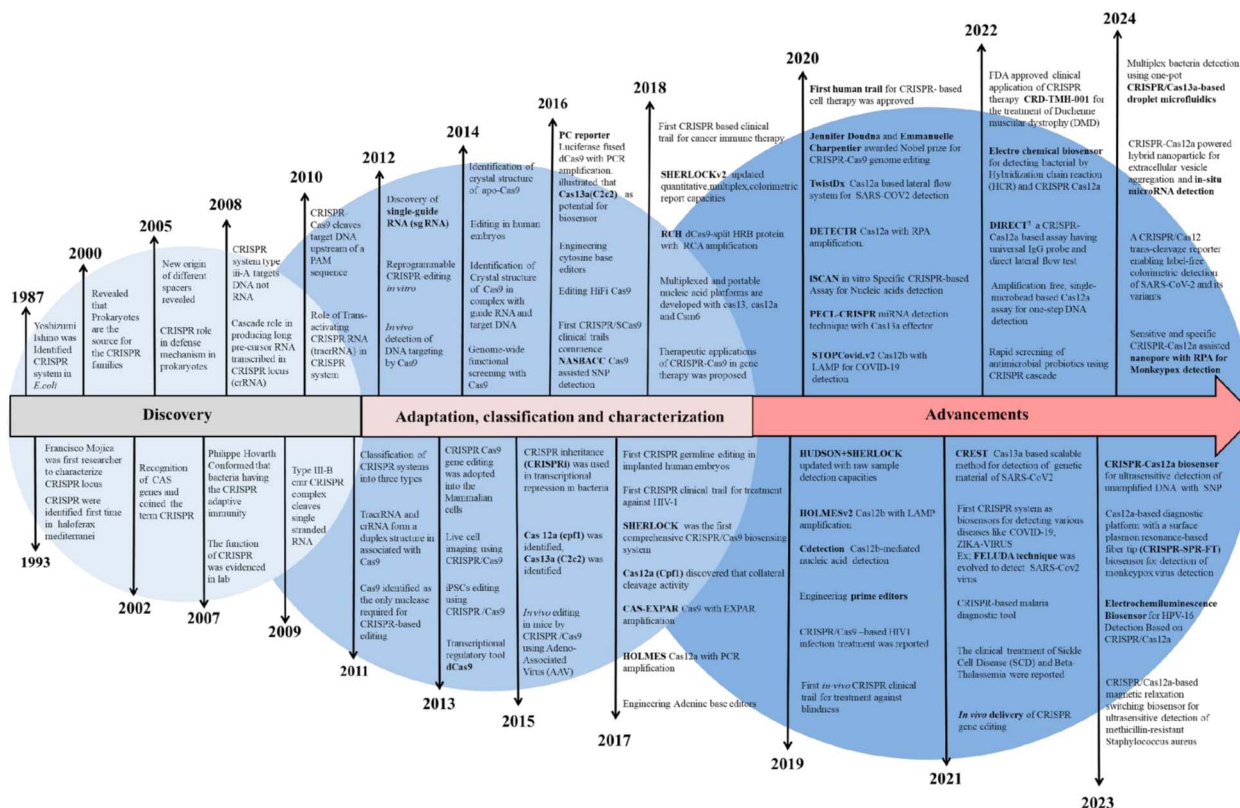 1987
Yoshizumi
Ishino was
Identified
CRISPR
system in
E.coli
2000
Revealed
that
Prokaryotes
are the
source for
the CRISPR
families
2005
New origin
of different
spacers
revealed
CRISPR role
in defense
mechanism in
prokaryotes
2008
CRISPR
system type
iii-A targets
DNA not
RNA
Cascade role in
producing long
pre-cursor RNA
transcribed in
CRISPR locus
(crRNA)
2010
CRISPR-
Cas9 cleaves
target DNA
upstream of a
PAM
sequence
Role of Trans-
activating
CRISPR RNA
(tracrRNA) in
CRISPR
system
2012
Discovery of
single-guide
RNA (sgRNA)
Reprogrammable
CRISPR-editing
in vitro
Invivo
detection of
DNA targeting
by Cas9
2014
Identification of
crystal structure
of apo-Cas9
Editing in human
embryos
Identification of
Crystal structure
of Cas9 in
complex with
guide RNA and
target DNA
Genome-wide
functional
screening with
Cas9
2016
PC reporter
Luciferase fused
dCas9 with PCR
amplification.
illustrated that
Cas13a(C2c2) as
potential for
biosensor
Engineering
cytosine base
editors
Editing HiFi Cas9
First CRISPR/SCas9
clinical trails
commence
NASBACC Cas9
assisted SNP
detection
2018
First CRISPR based clinical
trail for cancer immune therapy
SHERLOCKv2 updated
quantitative,multiplex,colorimetric
report capacities
RCH dCas9-split HRB protein
with RCA amplification
Multiplexed and portable
nucleic acid platforms are
developed with cas13, cas12a
and Csm6
Therapeutic applications
of CRISPR-Cas9 in gene
therapy was proposed
2020
First human trail for CRISPR- based
cell therapy was approved
Jennifer Doudna and Emmanuelle
Charpentier awarded Nobel prize for
CRISPR-Cas9 genome editing
TwistDx Cas12a based lateral flow
system for SARS-COV2 detection
DETECTR Cas12a with RPA
amplification.
ISCAN in vitro Specific CRISPR-based
Assay for Nucleic acids detection
PECL-CRISPR miRNA detection
technique with Cas13a effector
STOPCovid.v2 Cas12b with
LAMP for COVID-19
detection
2022
FDA approved clinical
application of CRISPR
therapy CRD-TMH-001 for
the treatment of Duchenne
muscular dystrophy (DMD)
Electro chemical biosensor
for detecting bacterial by
Hybridization chain reaction
(HCR) and CRISPR Cas12a
DIRECT² a CRISPR-
Cas12a based assay having
universal IgG probe and
direct lateral flow test
Amplification free, single-
microbead based Cas12a
assay for one-step DNA
detection
Rapid screening of
antimicrobial probiotics using
CRISPR cascade
2024
Multiplex bacteria detection
using one-pot
CRISPR/Cas13a-based
droplet microfluidics
CRISPR-Cas12a powered
hybrid nanoparticle for
extracellular vesicle
aggregation and in-situ
microRNA detection
A CRISPR/Cas12
trans-cleavage reporter
enabling label-free
colorimetric detection
of SARS-CoV-2 and its
variants
Sensitive and specific
CRISPR-Cas12a assisted
nanopore with RPA for
Monkeypox detection
Discovery
Adaptation, classification and characterization
Advancements
Francisco Mojica
was first researcher
to characterize
CRISPR locus
CRISPR were
identified first time
in haloferax
mediterranei
1993
Recognition
of CAS
genes and
coined the
term CRISPR
2002
Philippe Hovarth
Conformed that
bacteria having
the CRISPR
adaptive
immunity
The function
of CRISPR
was evidenced
in lab
2007
Type III-B
cmr CRISPR
complex
cleaves
single
stranded
RNA
2009
Classification of
CRISPR systems
into three types
TracrRNA and
crRNA form a
duplex structure in
associated with
Cas9
Cas9 identified as
the only nuclease
required for
CRISPR-based
editing
2011
CRISPR Cas9
gene editing
was adopted
into the
Mammalian
cells
Live cell
imaging using
CRISPR/Cas9
iPSCs editing
using
CRISPR /Cas9
Transcriptional
regulatory tool
dCas9
2013
CRISPR inheritance
(CRISPRi) was used
in transcriptional
repression in bacteria
Cas 12a (cpf1) was
identified,
Cas13a (C2c2) was
identified
Invivo editing
in mice by
CRISPR /Cas9
using Adeno-
Associated
Virus (AAV)
2015
First CRISPR germline editing in
implanted human embryos
First CRISPR clinical trail for treatment
against HIV-1
SHERLOCK was the first
comprehensive CRISPR/Cas9 biosensing
system
Cas12a (Cpf1) discovered that collateral
cleavage activity
CAS-EXPAR Cas9 with EXPAR
amplification
HOLMES Cas12a with PCR
amplification
Engineering Adenine base editors
2017
HUDSON+SHERLOCK
updated with raw sample
detection capacities
HOLMESv2 Cas12b with LAMP
amplification
Cdetection Cas12b-mediated
nucleic acid detection
Engineering prime editors
CRISPR/Cas9 –based HIV1
infection treatment was reported
First in-vivo CRISPR clinical
trail for treatment against
blindness
2019
CREST Cas13a based scalable
method for detection of genetic
material of SARS-CoV2
First CRISPR system as
biosensors for detecting various
diseases like COVID-19,
ZIKA-VIRUS
Ex; FELUDA technique was
evolved to detect SARS-Cov2
virus
CRISPR-based malaria
diagnostic tool
The clinical treatment of Sickle
Cell Disease (SCD) and Beta-
Thalassemia were reported
In vivo delivery of CRISPR
gene editing
2021
CRISPR-Cas12a biosensor
for ultrasensitive detection of
unamplified DNA with SNP
Cas12a-based diagnostic
platform with a surface
plasmon resonance-based
fiber tip (CRISPR-SPR-FT)
biosensor for detection of
monkeypox virus detection
Electrochemiluminescence
Biosensor for HPV-16
Detection Based on
CRISPR/Cas12a
CRISPR/Cas12a-based
magnetic relaxation
switching biosensor for
ultrasensitive detection of
methicillin-resistant
Staphylococcus aureus
2023